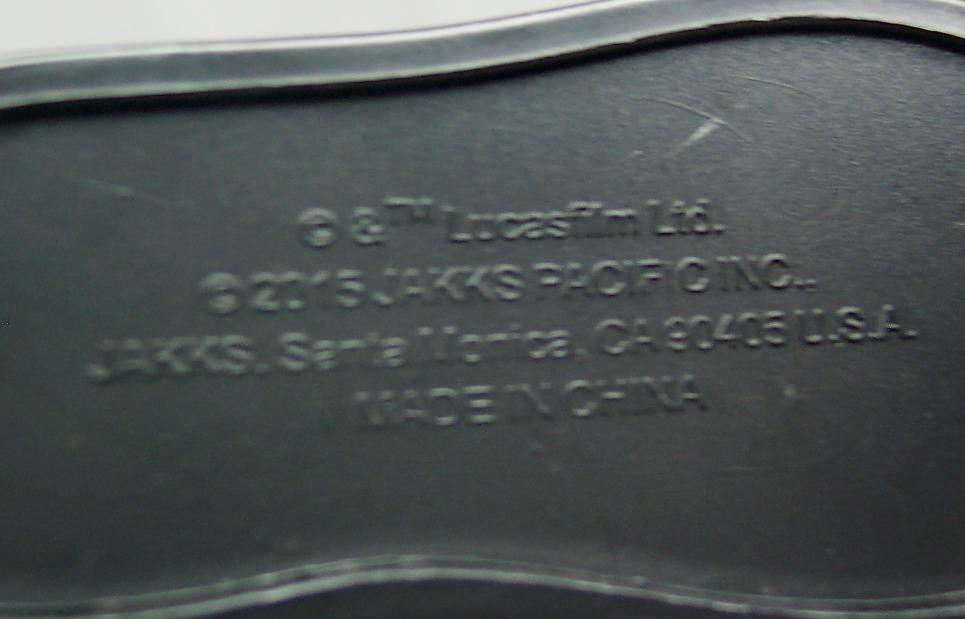 © &™ Lucasfilm Ltd.
©2015 JAKKS PACIFIC INC.,
JAKKS, Santa Monica, CA 90405 U.S.A.
MADE IN CHINA